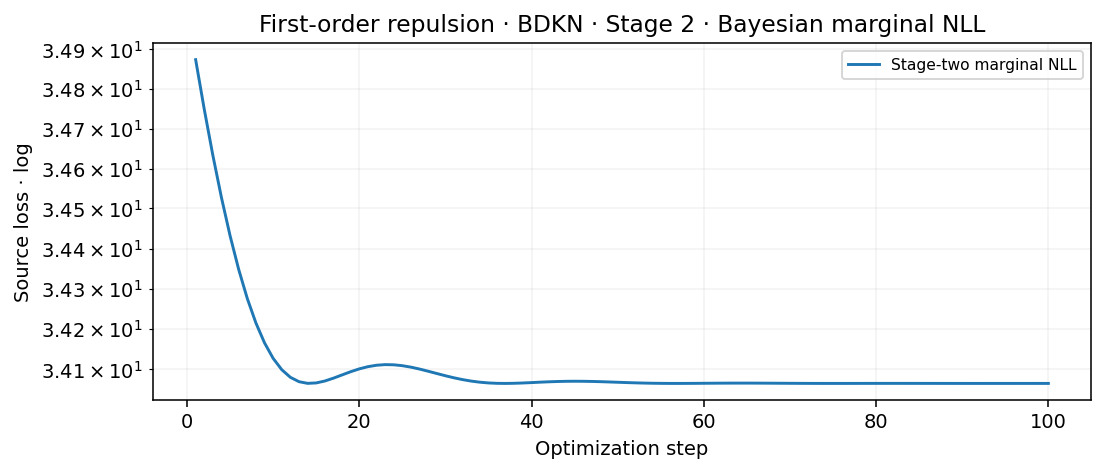 First-order repulsion · BDKN · Stage 2 · Bayesian marginal NLL
Stage-two marginal NLL
Source loss · log
3.49 × 10¹
3.48 × 10¹
3.47 × 10¹
3.46 × 10¹
3.45 × 10¹
3.44 × 10¹
3.43 × 10¹
3.42 × 10¹
3.41 × 10¹
0 20 40 60 80 100
Optimization step